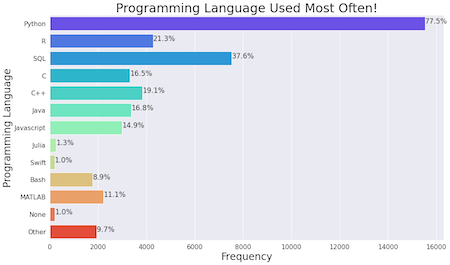 Programming Language Used Most Often!
Programming Language
Python 77.5%
R 21.3%
SQL 37.6%
C 16.5%
C++ 19.1%
Java 16.8%
Javascript 14.9%
Julia 1.3%
Swift 1.0%
Bash 8.9%
MATLAB 11.1%
None 1.0%
Other 9.7%
0 2000 4000 6000 8000 10000 12000 14000 16000
Frequency